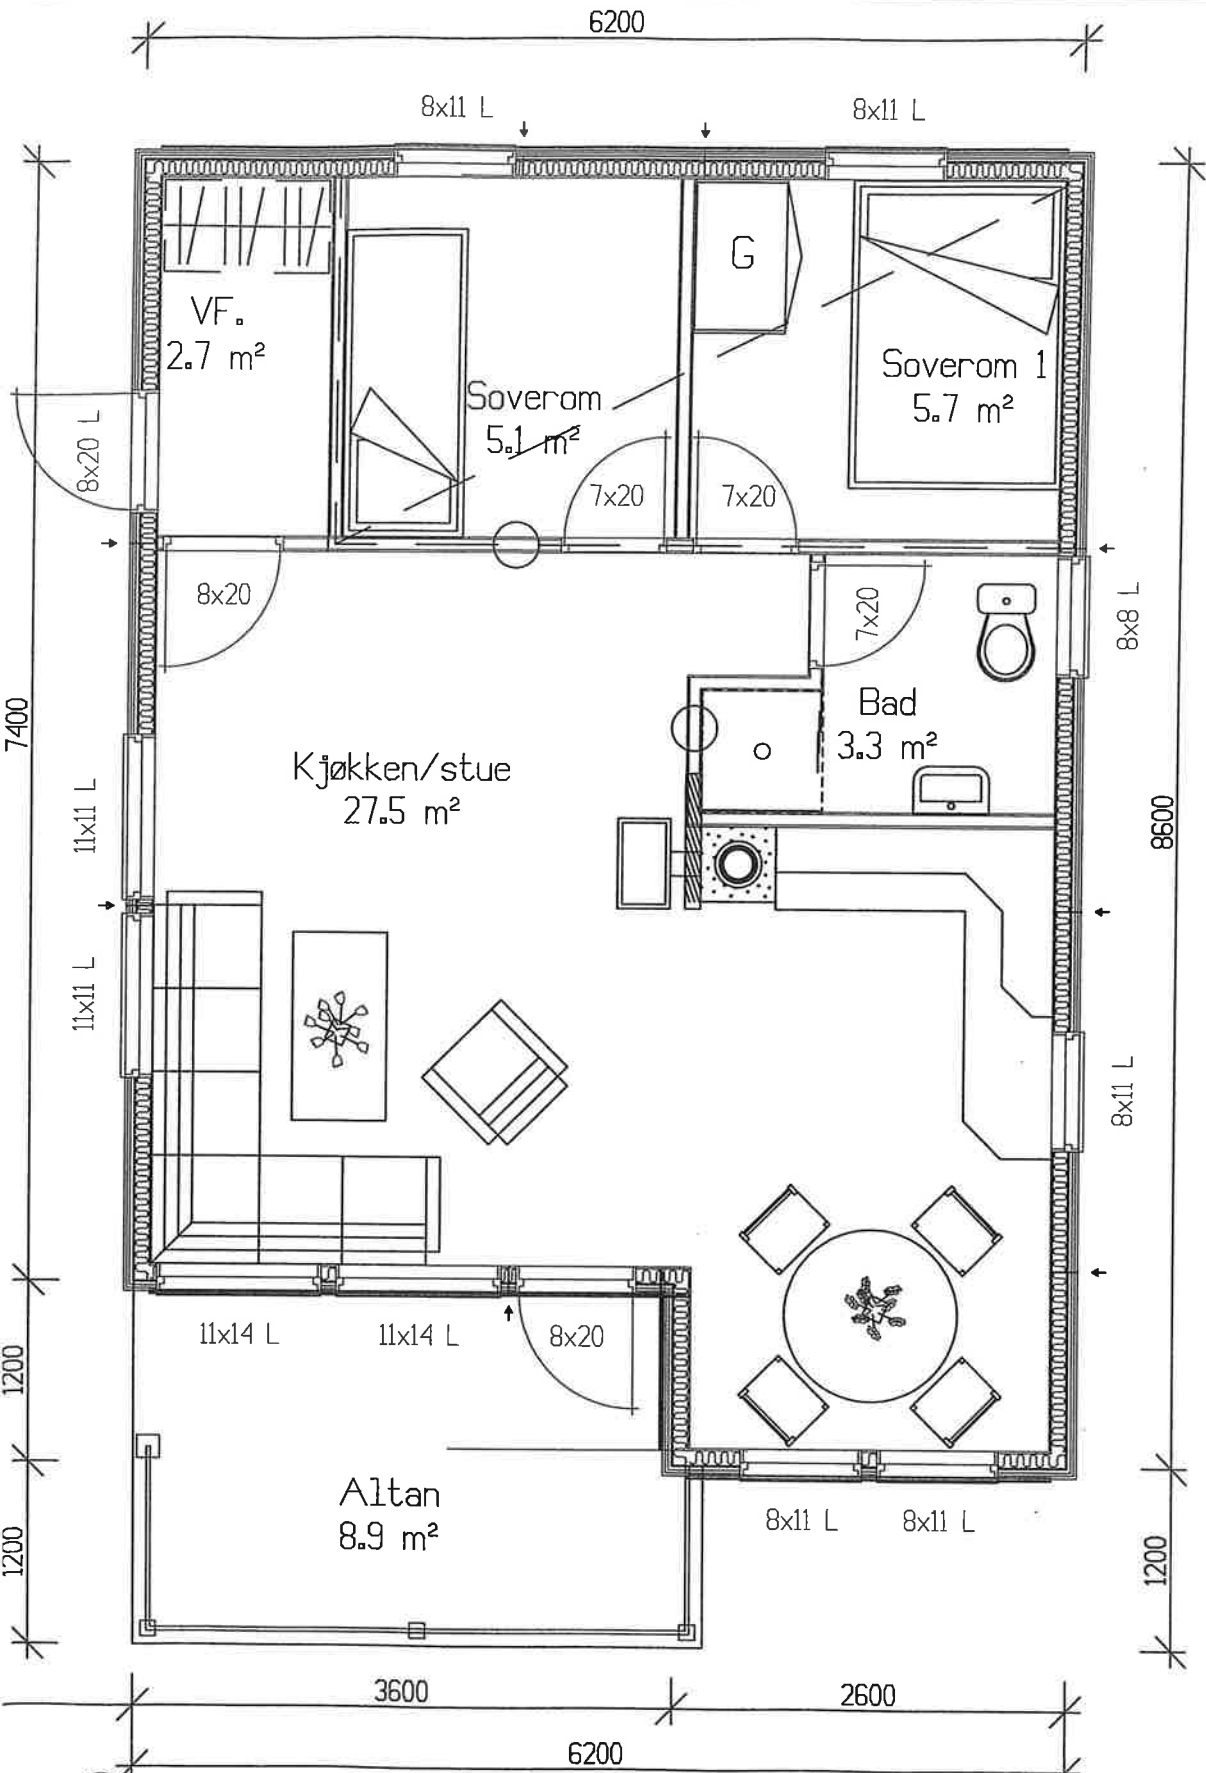 6200
8x11 L
8x11 L
G
VF.
2.7 m²
Soverom
5.1 m²
Soverom 1
5.7 m²
8x20 L
7x20
7x20
8x20
7x20
8x8 L
7400
Bad
3.3 m²
Kjøkken/stue
27.5 m²
11x11 L
8600
11x11 L
8x11 L
11x14 L
11x14 L
8x20
1200
Altan
8.9 m²
8x11 L
8x11 L
1200
1200
3600
2600
6200